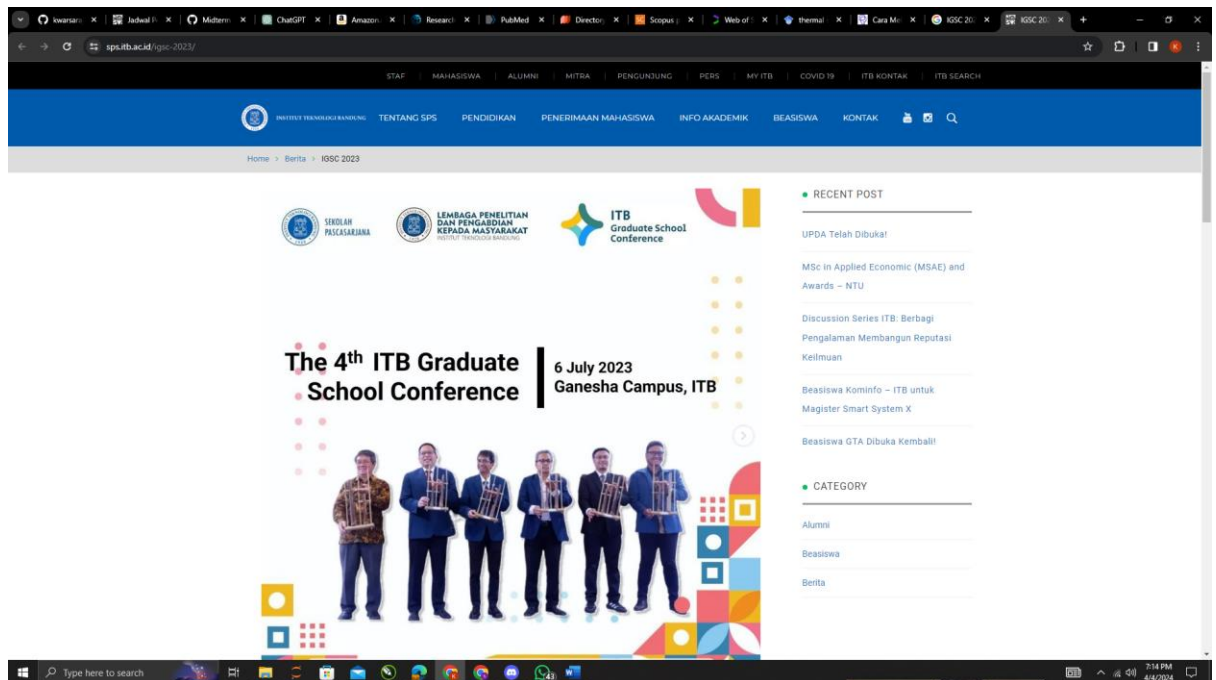 kwarsara
Jadwal
Midterm
ChatGPT
Amazon
Research
PubMed
Directory
Scopus
Web of S
thermal
Cara Me
IGSC 20
IGSC 20
sps.itb.ac.id/igsc-2023/
STAF
MAHASISWA
ALUMNI
MITRA
PENGUNJUNG
PERS
MY ITB
COVID 19
ITB KONTAK
ITB SEARCH
INSTITUT TEKNOLOGI BANDUNG
TENTANG SPS
PENDIDIKAN
PENERIMAAN MAHASISWA
INFO AKADEMIK
BEASISWA
KONTAK
Home > Berita > IGSC 2023
SEKOLAH
PASCASARJANA
LEMBAGA PENELITIAN
DAN PENGABDIAN
KEPADA MASYARAKAT
INSTITUT TEKNOLOGI BANDUNG
ITB
Graduate School
Conference
The 4th ITB Graduate
School Conference
6 July 2023
Ganesha Campus, ITB
RECENT POST
UPDA Telah Dibuka!
MSc in Applied Economic (MSAE) and
Awards – NTU
Discussion Series ITB: Berbagi
Pengalaman Membangun Reputasi
Keilmuan
Beasiswa Kominfo – ITB untuk
Magister Smart System X
Beasiswa GTA Dibuka Kembali!
CATEGORY
Alumni
Beasiswa
Berita
Type here to search
7:14 PM
4/4/2024